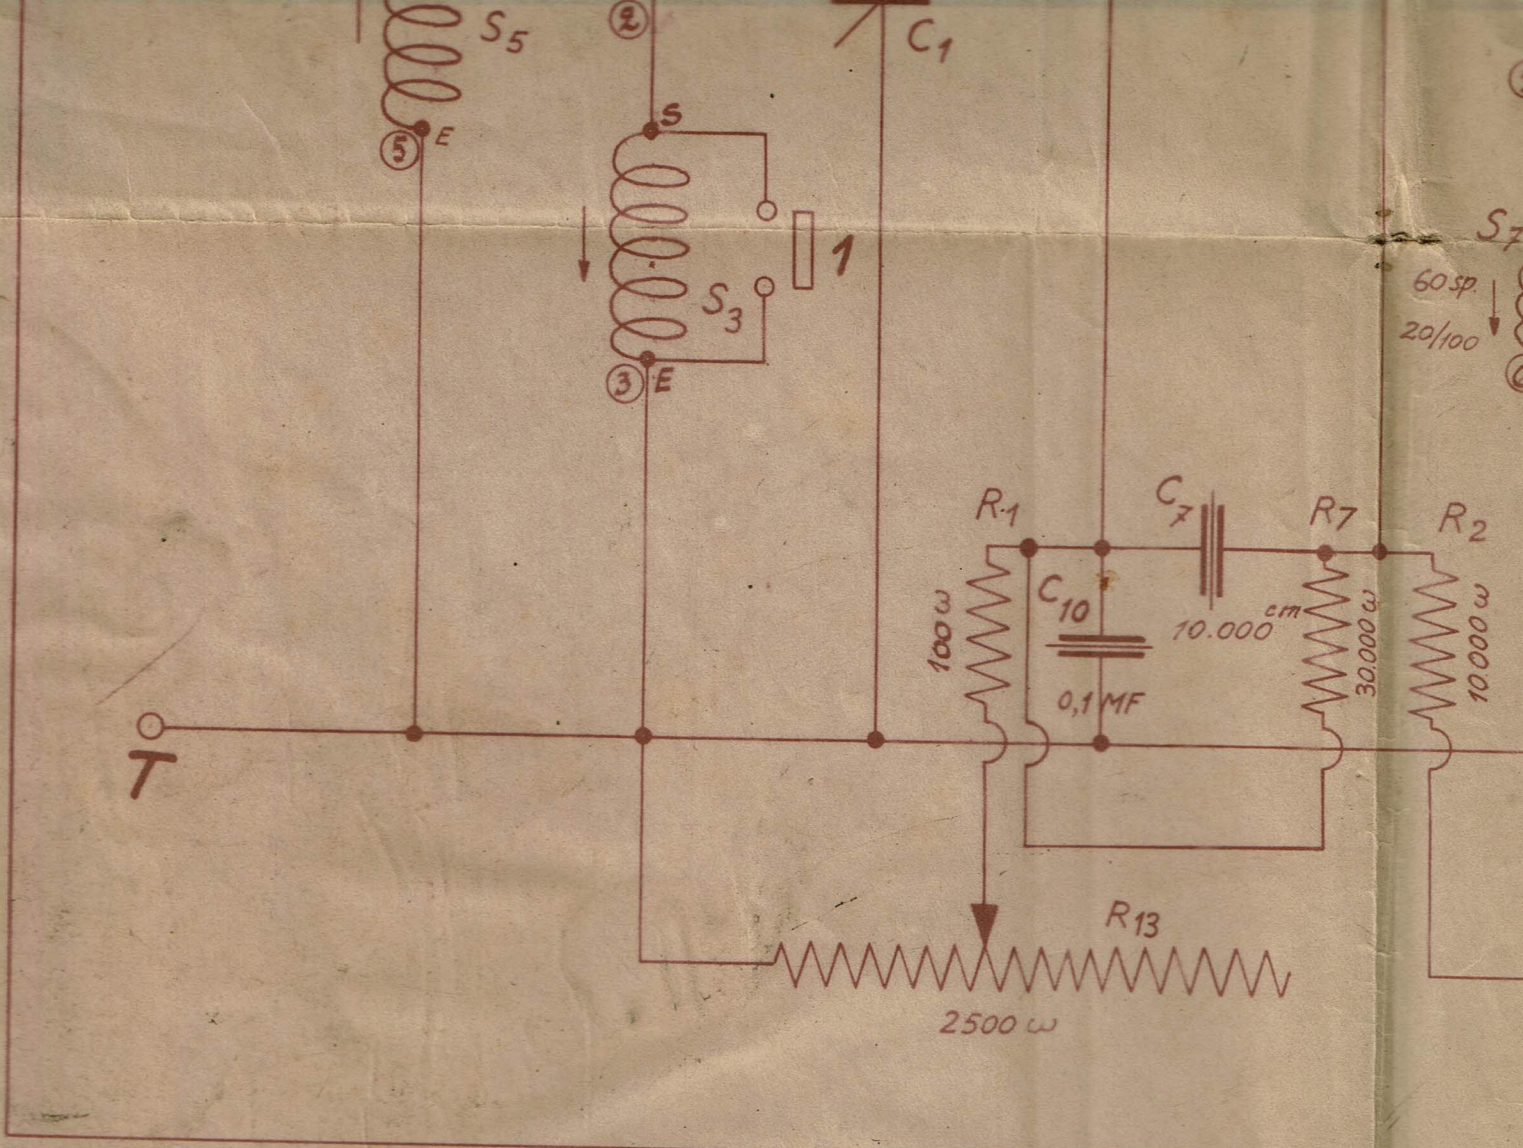 S5
2
C1
5
E
S
S7
1
60 sp.
S3
20/100
3
E
C7
R1
R7
R2
C10
100 ω
10.000 cm
30.000 ω
10.000 ω
0,1 MF
T
R13
2500 ω